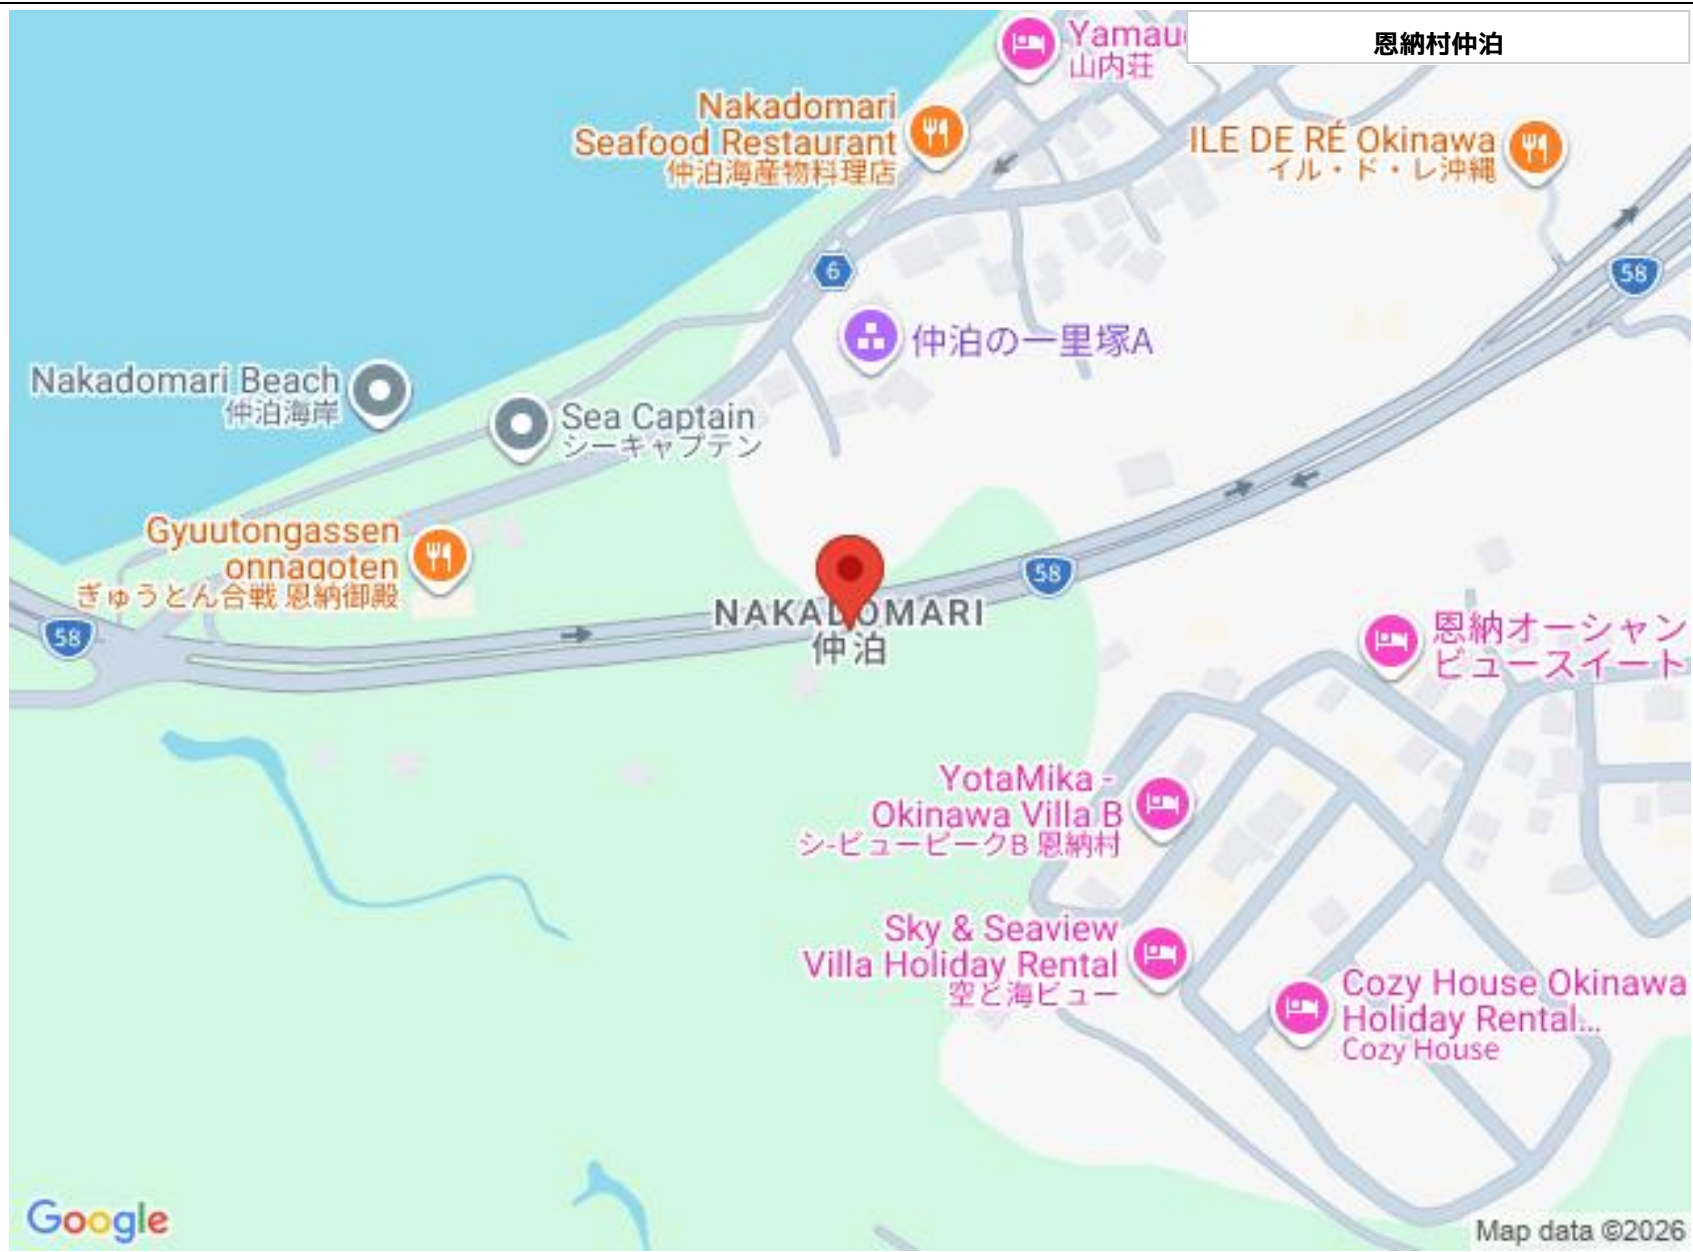 恩納村仲泊
Yamau
山内荘
Nakadomari
Seafood Restaurant
仲泊海産物料理店
ILE DE RÉ Okinawa
イル・ド・レ沖縄
6
58
仲泊の一里塚A
Nakadomari Beach
仲泊海岸
Sea Captain
シーキャプテン
Gyuutongassen
onnagoten
ぎゅうとん合戦 恩納御殿
58
58
NAKADOMARI
仲泊
恩納オーシャン
ビュースイート
YotaMika -
Okinawa Villa B
シ-ビューピークB 恩納村
Sky & Seaview
Villa Holiday Rental
空と海ビュー
Cozy House Okinawa
Holiday Rental...
Cozy House
Google
Map data ©2026